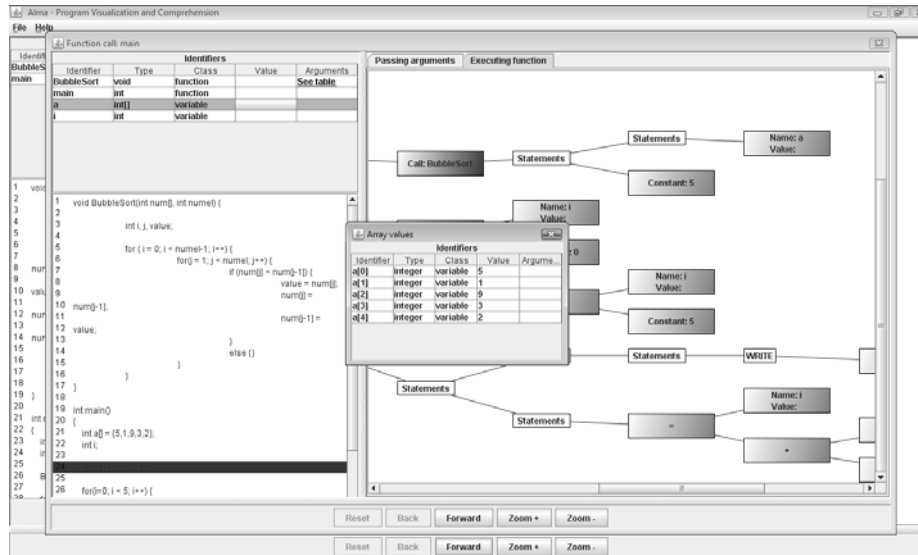 Alma - Program Visualization and Comprehension
File Help
Function call: main
Identifiers
Identifier Type Class Value Arguments
BubbleSort void function See table
main int function
a int[] variable
i int variable
1 void BubbleSort(int num[], int numel) {
2
3 int i, j, value;
4
5 for ( i = 0; i < numel-1; i++) {
6 for(j = 1; j < numel; j++) {
7 if (num[j] < num[j-1]) {
8 value = num[j];
9 num[j] =
10 num[j-1];
11 num[j-1] =
12 value;
13 }
14 else {}
15 }
16 }
17 }
18
19 int main()
20 {
21 int a[] = {5,1,9,3,2};
22 int i;
23
24
25
26 for(i=0; i < 5; i++) {
Passing arguments Executing function
Call: BubbleSort
Statements
Statements
Name: a
Value:
Constant: 5
Name: i
Value:
Name: i
Value:
Constant: 5
Statements
Statements
WRITE
Statements
=
Name: i
Value:
+
Array values
Identifiers
Identifier Type Class Value Argume...
a[0] integer variable 5
a[1] integer variable 1
a[2] integer variable 9
a[3] integer variable 3
a[4] integer variable 2
Reset Back Forward Zoom + Zoom -
Reset Back Forward Zoom + Zoom -